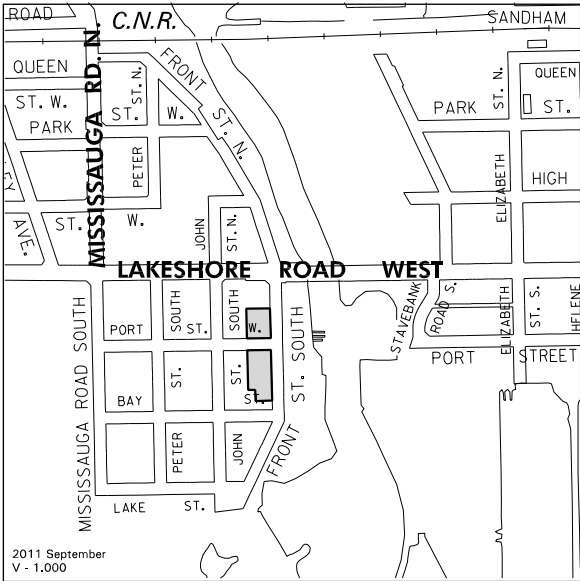 ROAD
C.N.R.
SANDHAM
QUEEN
ST. W.
PARK
ST.
W.
ST. N.
FRONT
ST. N.
PETER
MISSISSAUGA RD. N.
QUEEN
PARK
ST. N.
ST.
HIGH
ELIZABETH
AVE.
ST.
W.
JOHN
ST. N.
LAKESHORE ROAD WEST
MISSISSAUGA ROAD SOUTH
PORT
SOUTH
ST.
SOUTH
W.
ST. SOUTH
FRONT
STAVEBANK
ROAD S.
ELIZABETH
ST. S.
HELENE
PORT STREET
BAY
ST.
ST.
ST.
PETER
JOHN
LAKE
ST.
2011 September
V - 1.000